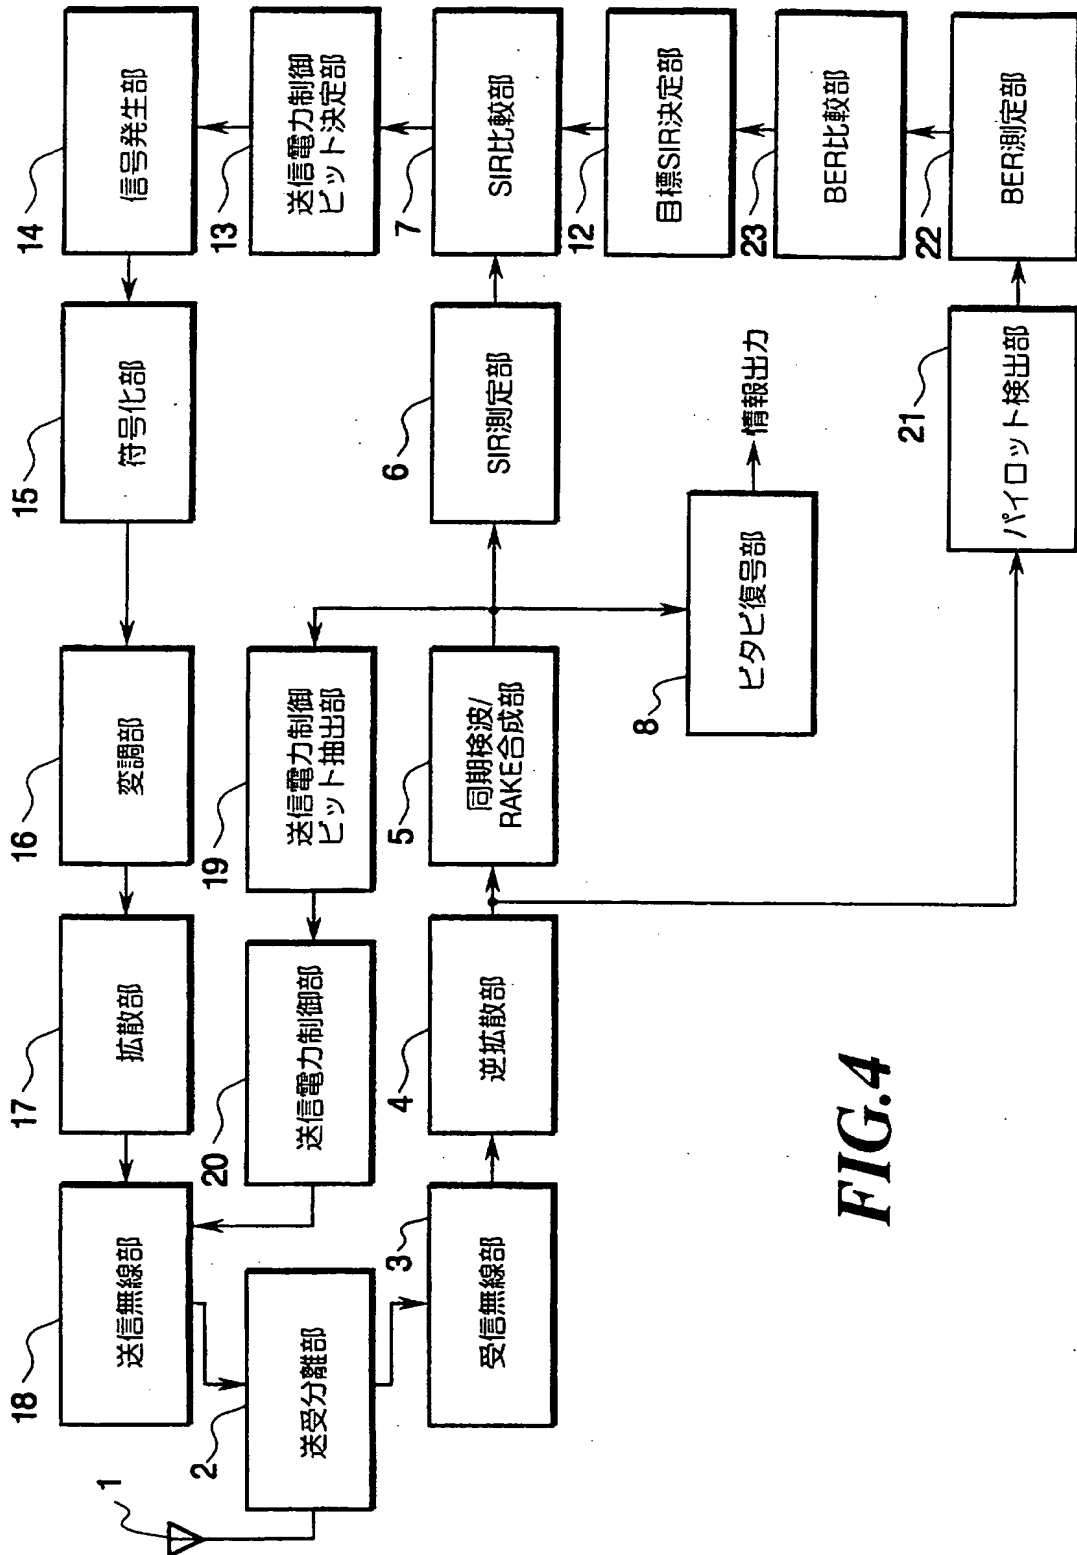 1
2
送受分離部
18
送信無線部
17
拡散部
16
変調部
15
符号化部
14
信号発生部
20
送信電力制御部
19
送信電力制御
ビット抽出部
13
送信電力制御
ビット決定部
3
受信無線部
4
逆拡散部
5
同期検波/
RAKE合成部
6
SIR測定部
7
SIR比較部
12
目標SIR決定部
8
ビタビ復号部
情報出力
23
BER比較部
21
パイロット検出部
22
BER測定部
FIG.4